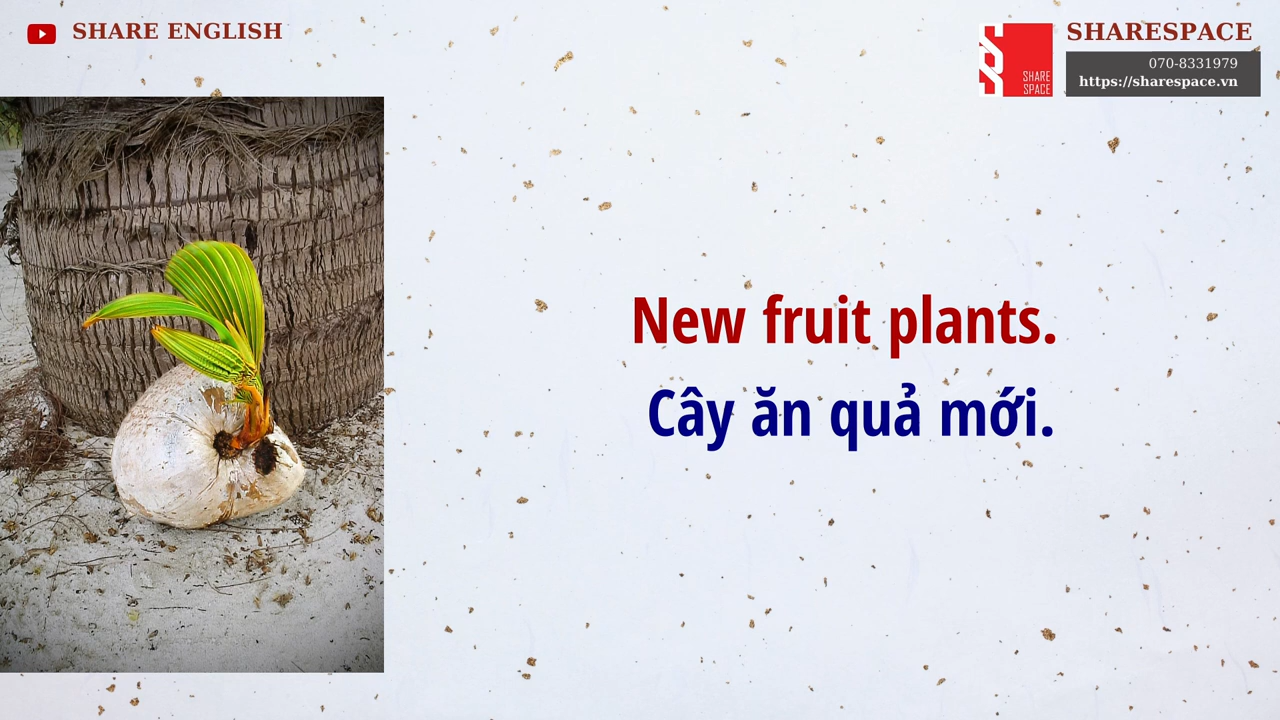 SHARE ENGLISH
SHARESPACE
070-8331979
https://sharespace.vn
SHARE
SPACE
New fruit plants.
Cây ăn quả mới.